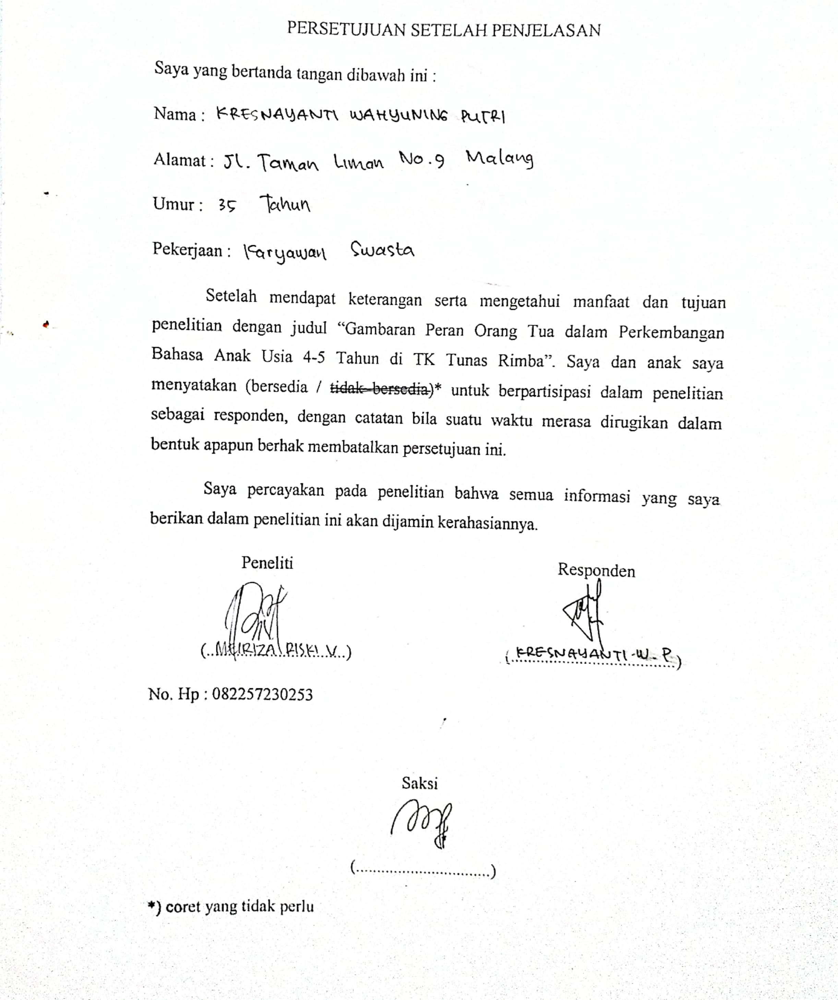 PERSETUJUAN SETELAH PENJELASAN
Saya yang bertanda tangan dibawah ini :
Nama : KRESNAYANTI WAHYUNING PUTRI
Alamat : Jl. Taman Liman No.9 Malang
Umur : 35 Tahun
Pekerjaan : Karyawan Swasta
Setelah mendapat keterangan serta mengetahui manfaat dan tujuan
penelitian dengan judul “Gambaran Peran Orang Tua dalam Perkembangan
Bahasa Anak Usia 4-5 Tahun di TK Tunas Rimba”. Saya dan anak saya
menyatakan (bersedia / tidak bersedia)* untuk berpartisipasi dalam penelitian
sebagai responden, dengan catatan bila suatu waktu merasa dirugikan dalam
bentuk apapun berhak membatalkan persetujuan ini.
Saya percayakan pada penelitian bahwa semua informasi yang saya
berikan dalam penelitian ini akan dijamin kerahasiannya.
Peneliti
Responden
(..MEIRIZA RISKI V..)
(KRESNAYANTI-W-P)
No. Hp : 082257230253
Saksi
(................................)
*) coret yang tidak perlu